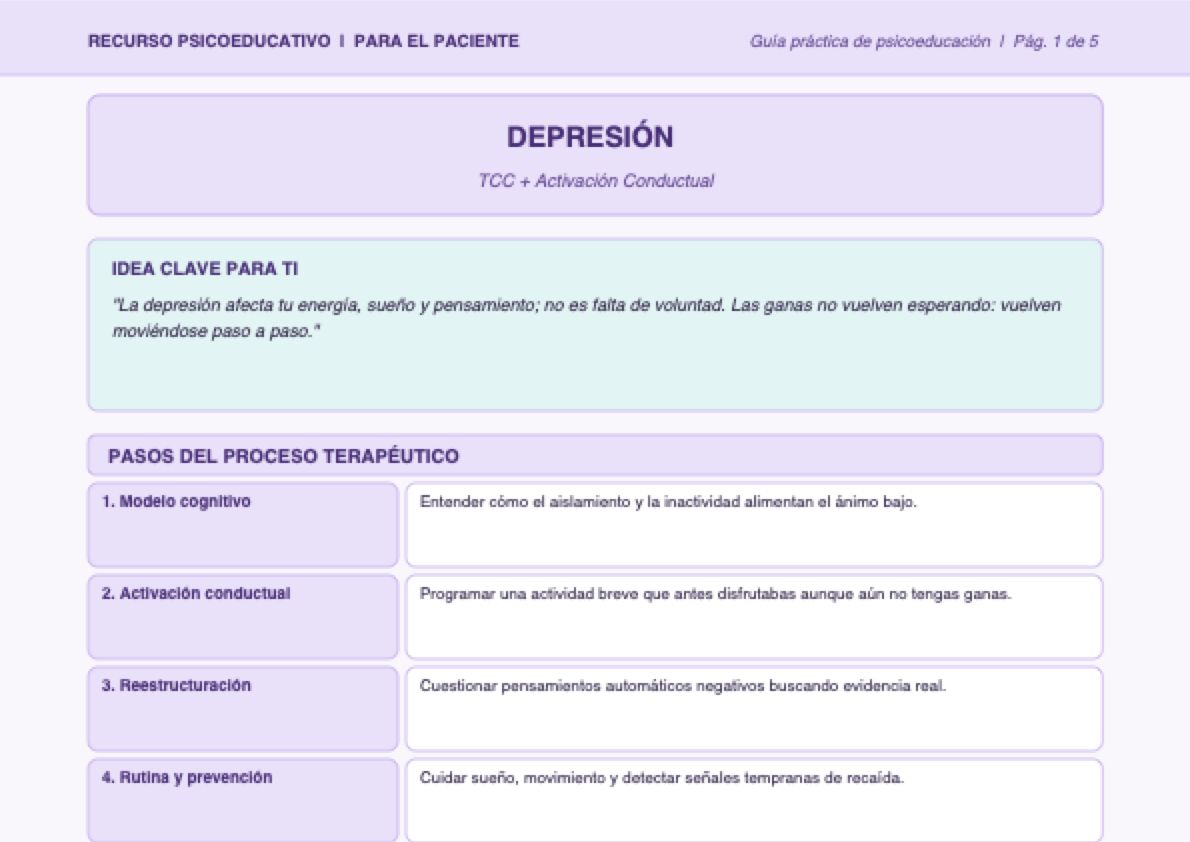 RECURSO PSICOEDUCATIVO | PARA EL PACIENTE
Guía práctica de psicoeducación | Pág. 1 de 5
DEPRESIÓN
TCC + Activación Conductual
IDEA CLAVE PARA TI
"La depresión afecta tu energía, sueño y pensamiento; no es falta de voluntad. Las ganas no vuelven esperando: vuelven
moviéndose paso a paso."
PASOS DEL PROCESO TERAPÉUTICO
1. Modelo cognitivo
Entender cómo el aislamiento y la inactividad alimentan el ánimo bajo.
2. Activación conductual
Programar una actividad breve que antes disfrutabas aunque aún no tengas ganas.
3. Reestructuración
Cuestionar pensamientos automáticos negativos buscando evidencia real.
4. Rutina y prevención
Cuidar sueño, movimiento y detectar señales tempranas de recaída.